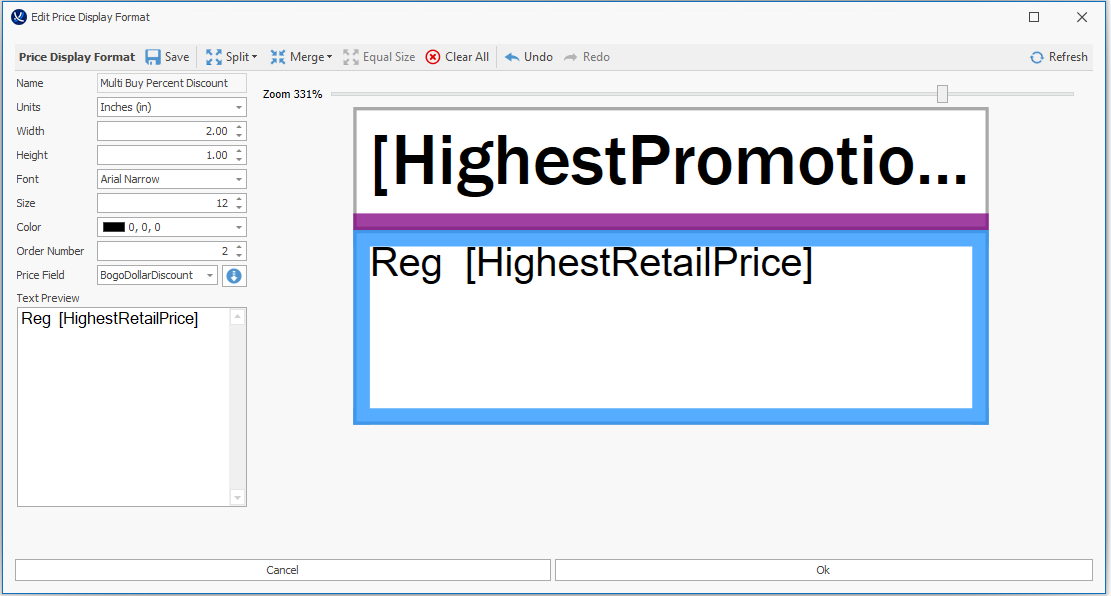 Edit Price Display Format
Price Display Format Save Split Merge Equal Size Clear All Undo Redo Refresh
Name Multi Buy Percent Discount
Units Inches (in)
Width 2.00
Height 1.00
Font Arial Narrow
Size 12
Color 0, 0, 0
Order Number 2
Price Field BogoDollarDiscount
Text Preview
Reg [HighestRetailPrice]
Zoom 331%
[HighestPromotio...
Reg [HighestRetailPrice]
Cancel Ok